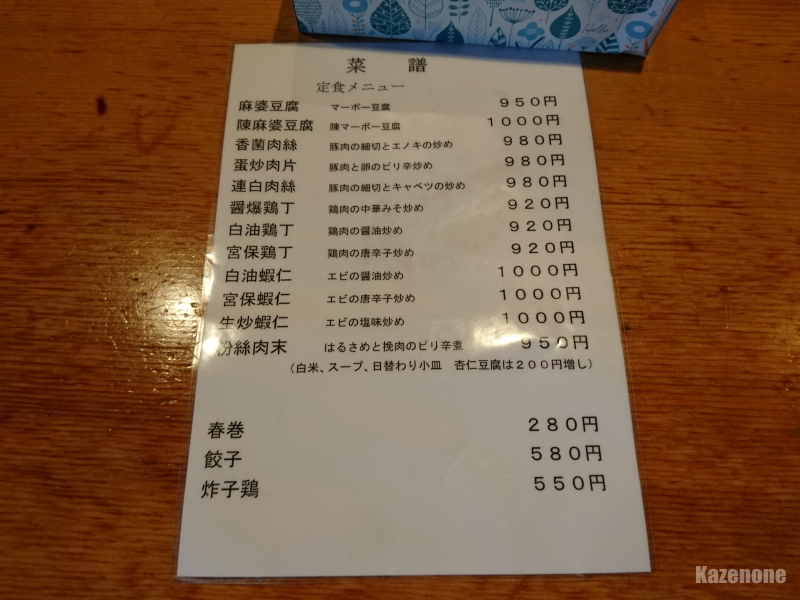 Hello
菜 譜
定食メニュー
麻婆豆腐 マーボー豆腐 ９５０円
陳麻婆豆腐 陳マーボー豆腐 １０００円
香菌肉絲 豚肉の細切とエノキの炒め ９８０円
蛋炒肉片 豚肉と卵のピリ辛炒め ９８０円
連白肉絲 豚肉の細切とキャベツの炒め ９８０円
醤爆鶏丁 鶏肉の中華みそ炒め ９２０円
白油鶏丁 鶏肉の醤油炒め ９２０円
宮保鶏丁 鶏肉の唐辛子炒め ９２０円
白油蝦仁 エビの醤油炒め １０００円
宮保蝦仁 エビの唐辛子炒め １０００円
生炒蝦仁 エビの塩味炒め １０００円
粉絲肉末 はるさめと挽肉のピリ辛煮 ９５０円
（白米、スープ、日替わり小皿 杏仁豆腐は２００円増し）
春巻 ２８０円
餃子 ５８０円
炸子鶏 ５５０円
Kazenone